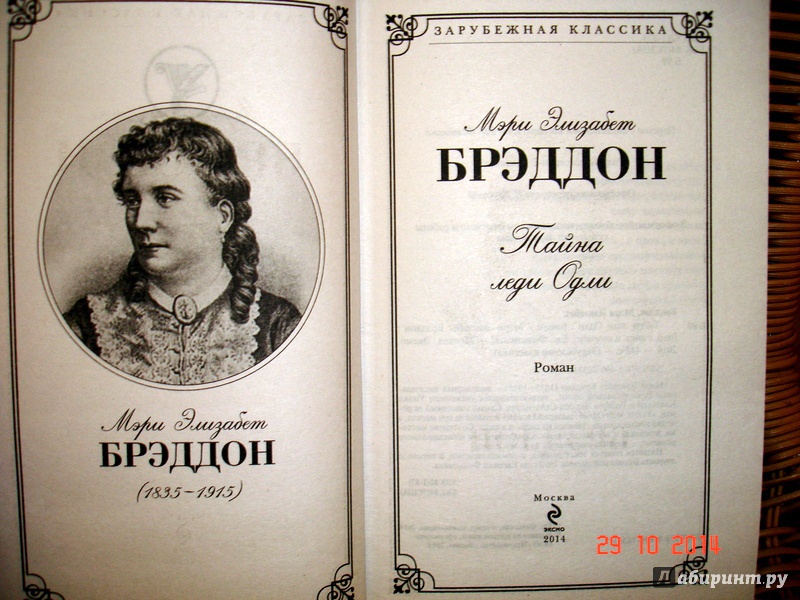 Мэри Элизабет
БРЭДДОН
(1835–1915)
ЗАРУБЕЖНАЯ КЛАССИКА
Мэри Элизабет
БРЭДДОН
Тайна
леди Одли
Роман
Москва
ЭКСМО
2014
29 10 2014
Лабиринт.ру